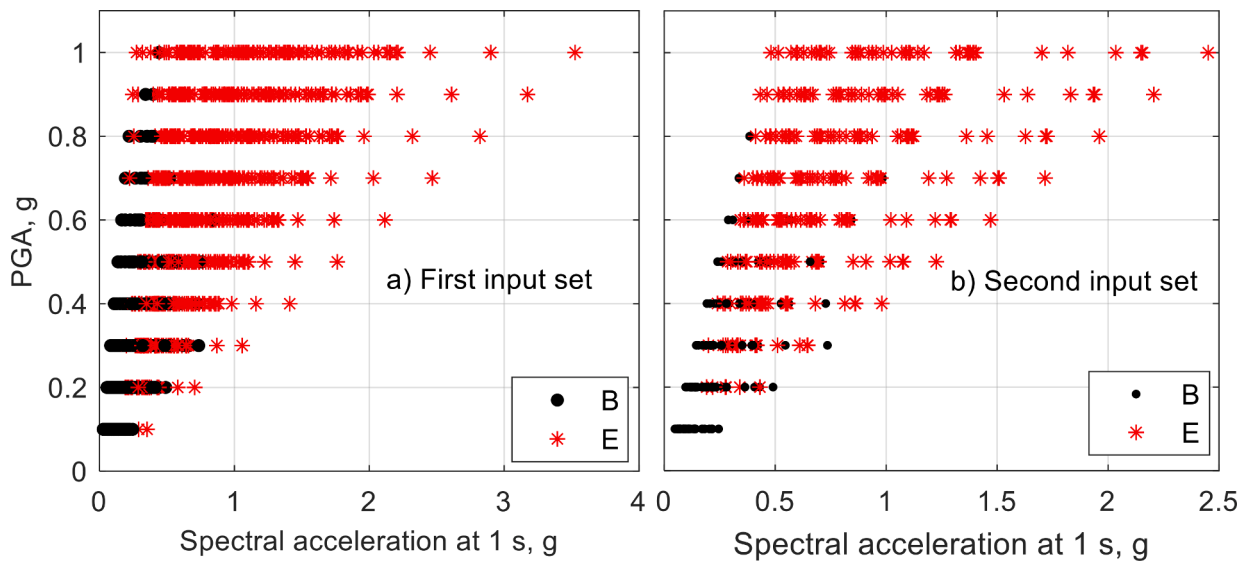 PGA, g
1
0.8
0.6
0.4
0.2
0
a) First input set
B
E
0 1 2 3 4
Spectral acceleration at 1 s, g
b) Second input set
B
E
0 0.5 1 1.5 2 2.5
Spectral acceleration at 1 s, g